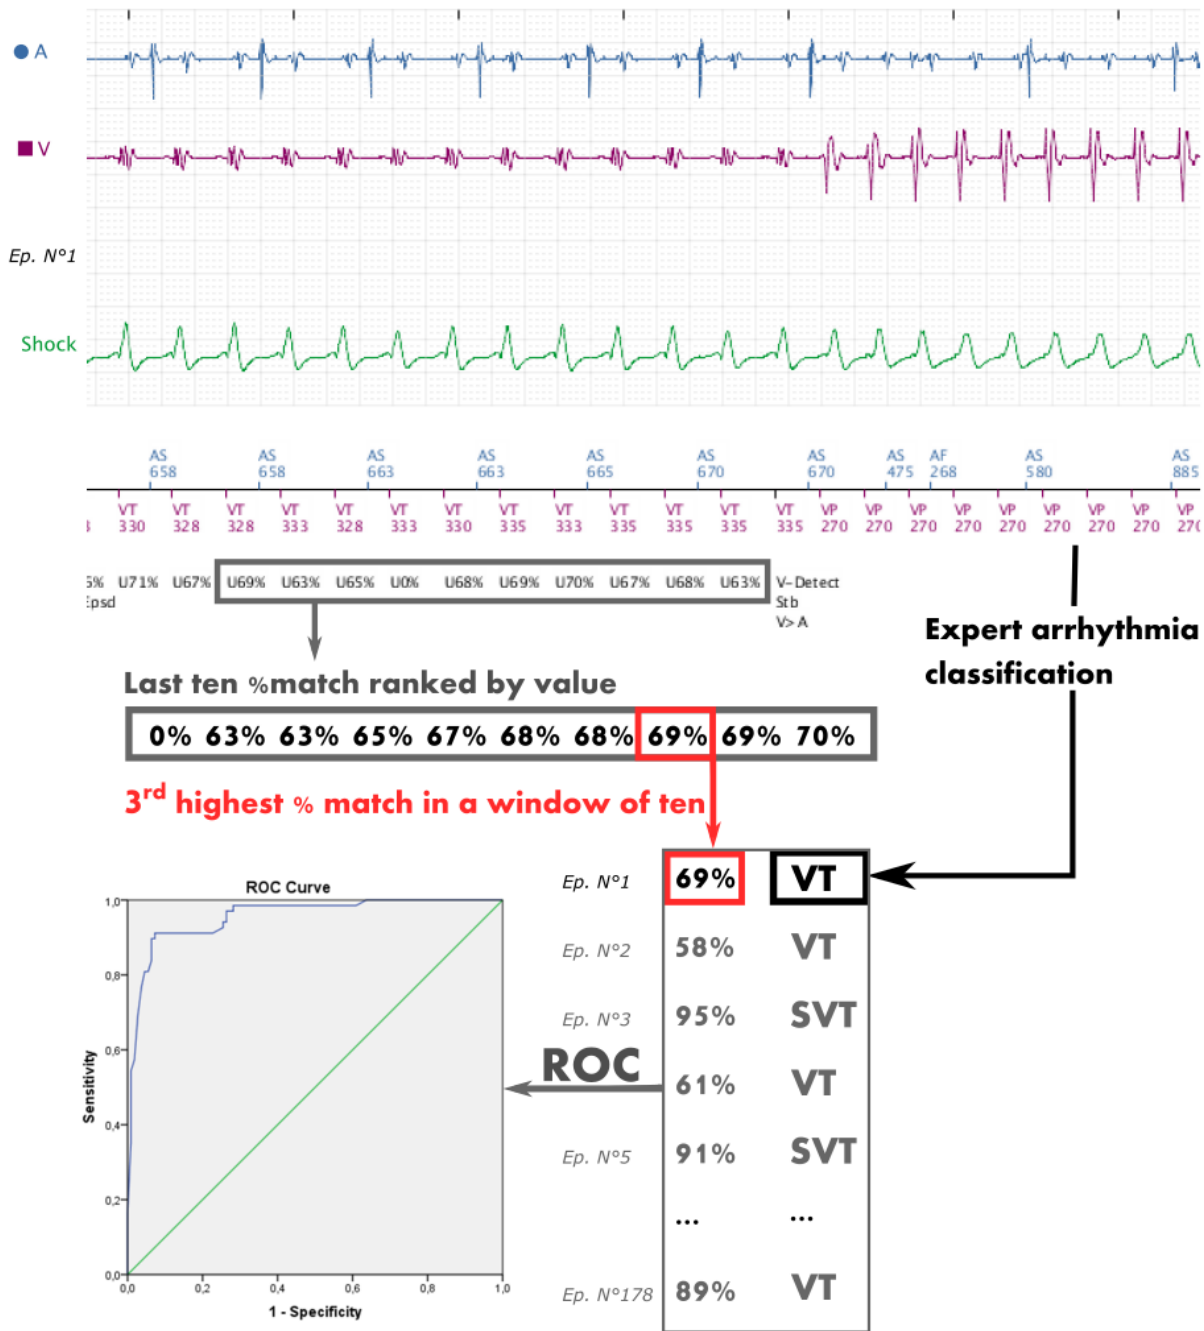 A
V
Ep. N°1
Shock
AS AS AS AS AS AS AS AS AF AS AS
658 658 663 663 665 670 670 475 268 580 885
VT VT VT VT VT VT VT VT VT VT VT VT VT VP VP VP VP VP VP VP VP
330 328 328 333 328 333 330 335 333 335 335 335 335 270 270 270 270 270 270 270 270
U71% U67% U69% U63% U65% U0% U68% U69% U70% U67% U68% U63% V-Detect
Epsd Stb
V>A
Expert arrhythmia
classification
Last ten %match ranked by value
0% 63% 63% 65% 67% 68% 68% 69% 69% 70%
3rd highest % match in a window of ten
Ep. N°1 69% VT
Ep. N°2 58% VT
Ep. N°3 95% SVT
61% VT
Ep. N°5 91% SVT
... ...
Ep. N°178 89% VT
ROC
ROC Curve
Sensitivity
1,0
0,8
0,6
0,4
0,2
0,0
0,0 0,2 0,4 0,6 0,8 1,0
1 - Specificity